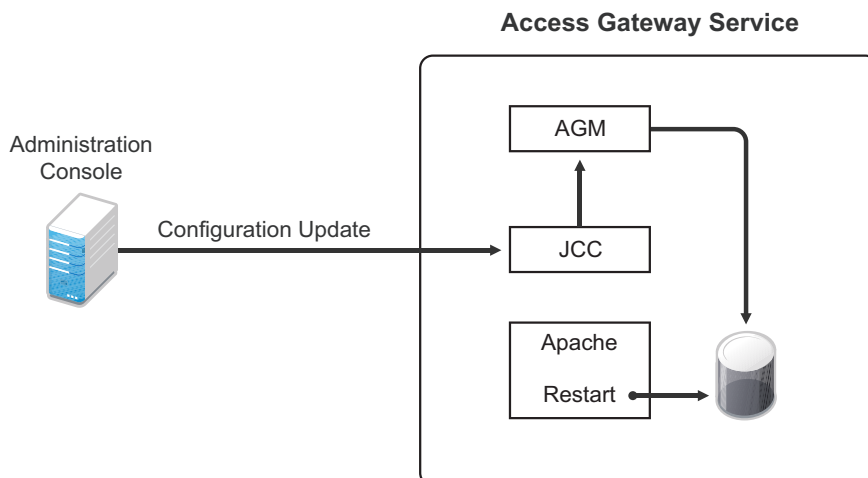 Access Gateway Service
AGM
Administration
Console
Configuration Update
JCC
Apache
Restart